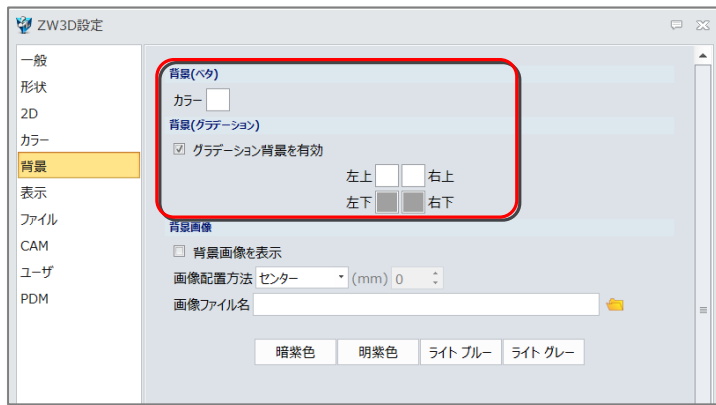 ZW3D設定
一般
形状
2D
カラー
背景
表示
ファイル
CAM
ユーザ
PDM
背景(ベタ)
カラー
背景(グラデーション)
グラデーション背景を有効
左上 右上
左下 右下
背景画像
背景画像を表示
画像配置方法 センター (mm) 0
画像ファイル名
暗紫色 明紫色 ライト ブルー ライト グレー